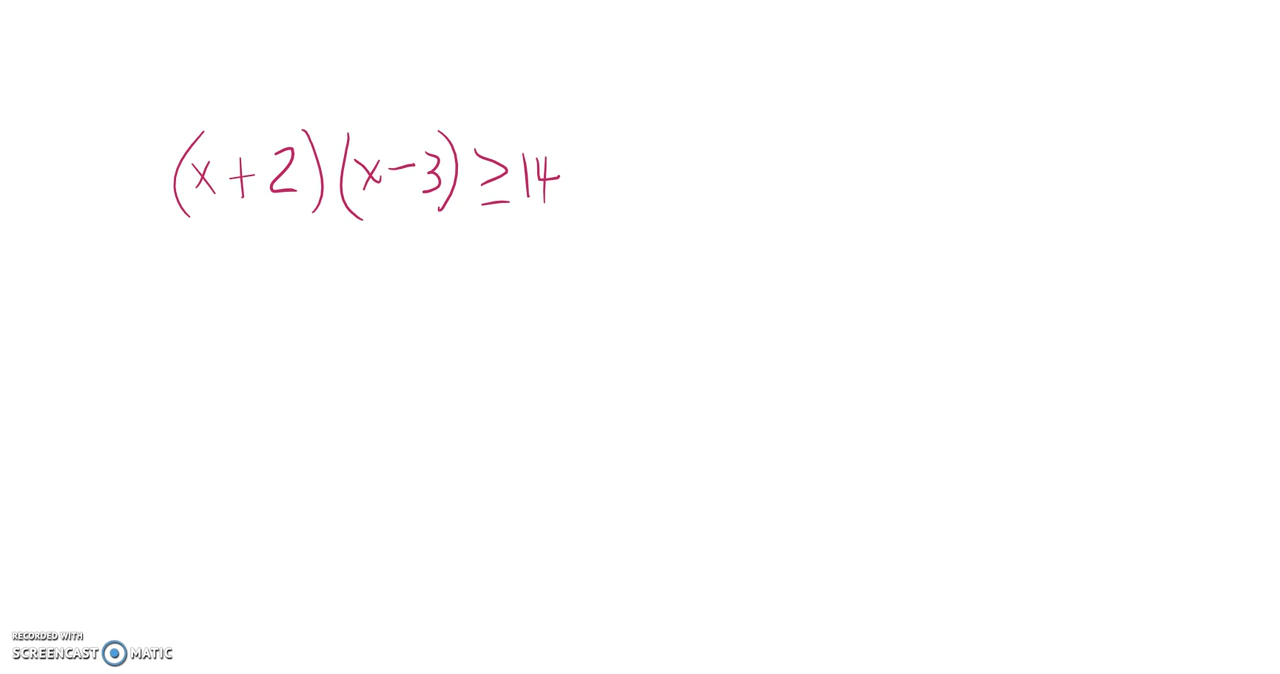 (x+2)(x-3) ≥ 14
RECORDED WITH
SCREENCAST MATIC